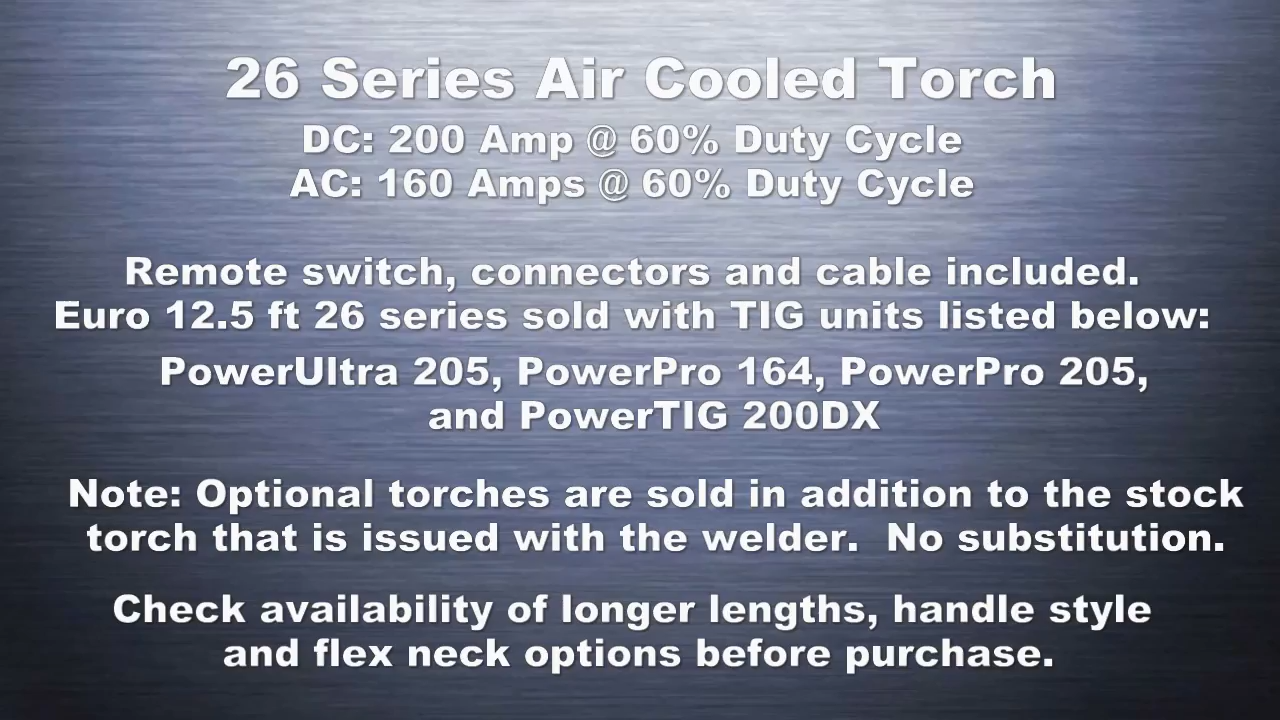 26 Series Air Cooled Torch
DC: 200 Amp @ 60% Duty Cycle
AC: 160 Amps @ 60% Duty Cycle
Remote switch, connectors and cable included.
Euro 12.5 ft 26 series sold with TIG units listed below:
PowerUltra 205, PowerPro 164, PowerPro 205,
and PowerTIG 200DX
Note: Optional torches are sold in addition to the stock
torch that is issued with the welder.  No substitution.
Check availability of longer lengths, handle style
and flex neck options before purchase.